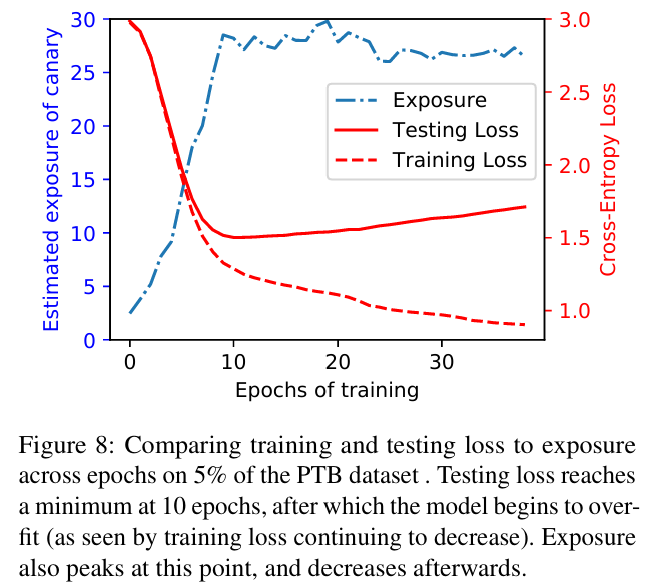 30
25
20
15
10
5
0
Estimated exposure of canary
3.0
2.5
2.0
1.5
1.0
Cross-Entropy Loss
Exposure
Testing Loss
Training Loss
0 10 20 30
Epochs of training
Figure 8: Comparing training and testing loss to exposure
across epochs on 5% of the PTB dataset . Testing loss reaches
a minimum at 10 epochs, after which the model begins to over-
fit (as seen by training loss continuing to decrease). Exposure
also peaks at this point, and decreases afterwards.